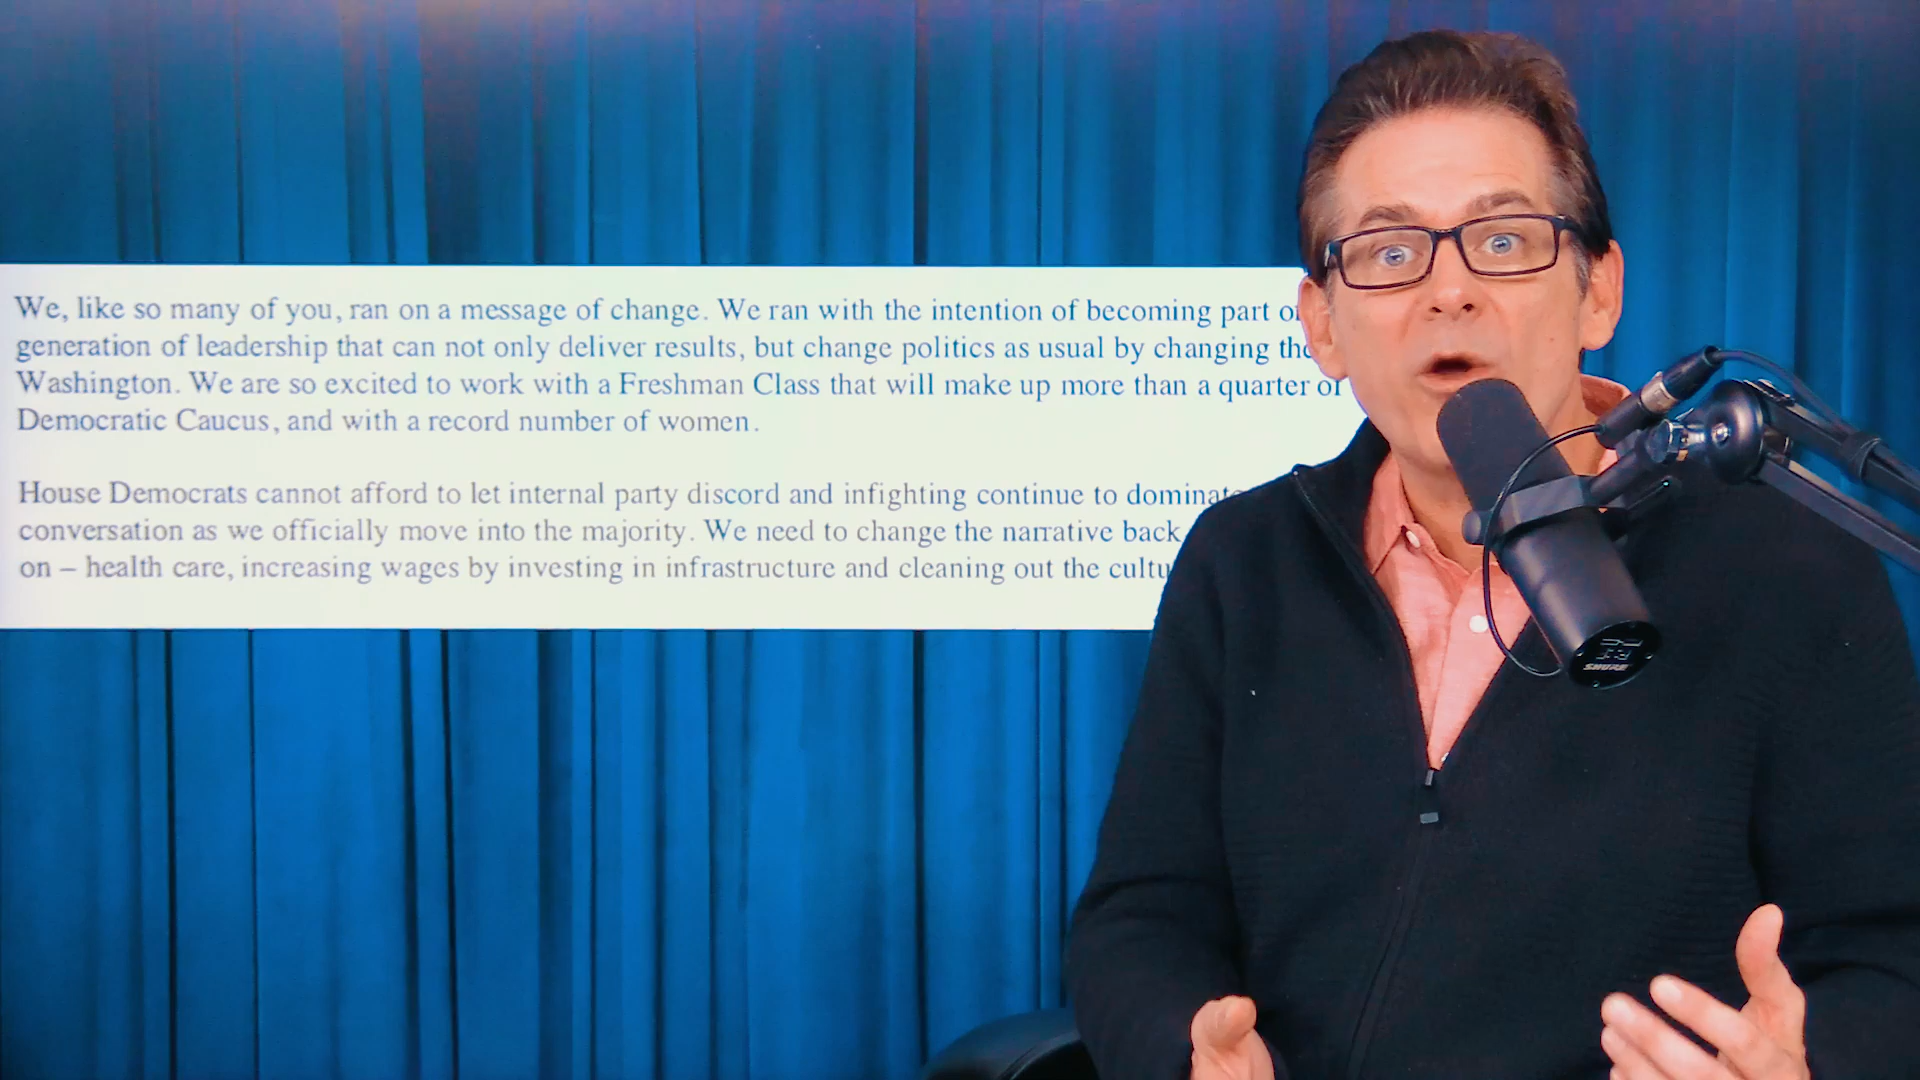 We, like so many of you, ran on a message of change. We ran with the intention of becoming part
generation of leadership that can not only deliver results, but change politics as usual by changing the
Washington. We are so excited to work with a Freshman Class that will make up more than a quarter of
Democratic Caucus, and with a record number of women.
House Democrats cannot afford to let internal party discord and infighting continue to dominate
conversation as we officially move into the majority. We need to change the narrative back
on – health care, increasing wages by investing in infrastructure and cleaning out the
SHURE